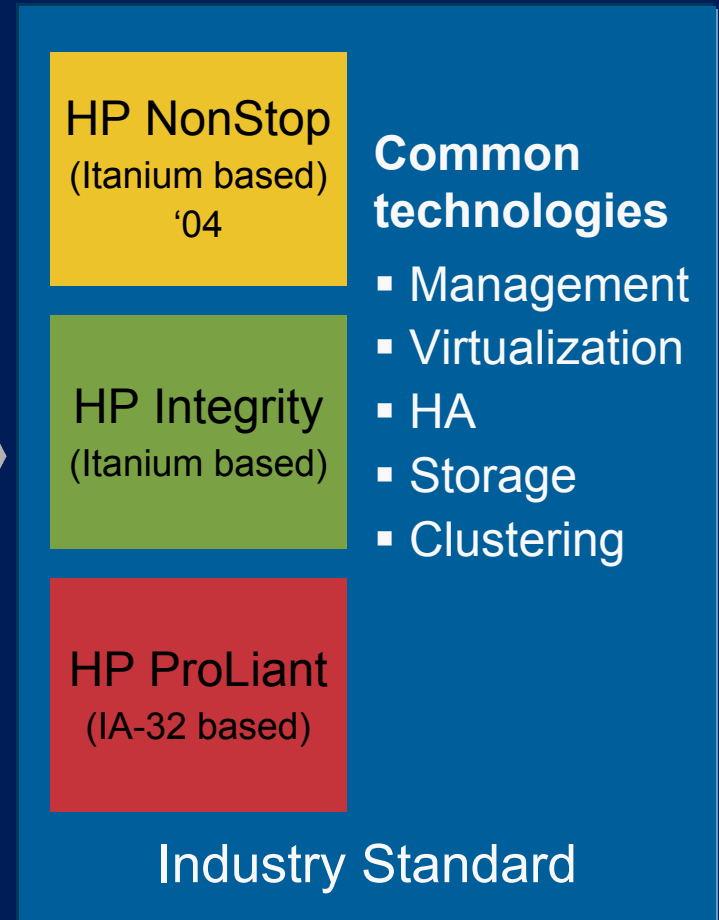 HP NonStop
(Itanium based)
‘04
HP Integrity
(Itanium based)
HP ProLiant
(IA-32 based)
Common
technologies
▪ Management
▪ Virtualization
▪ HA
▪ Storage
▪ Clustering
Industry Standard